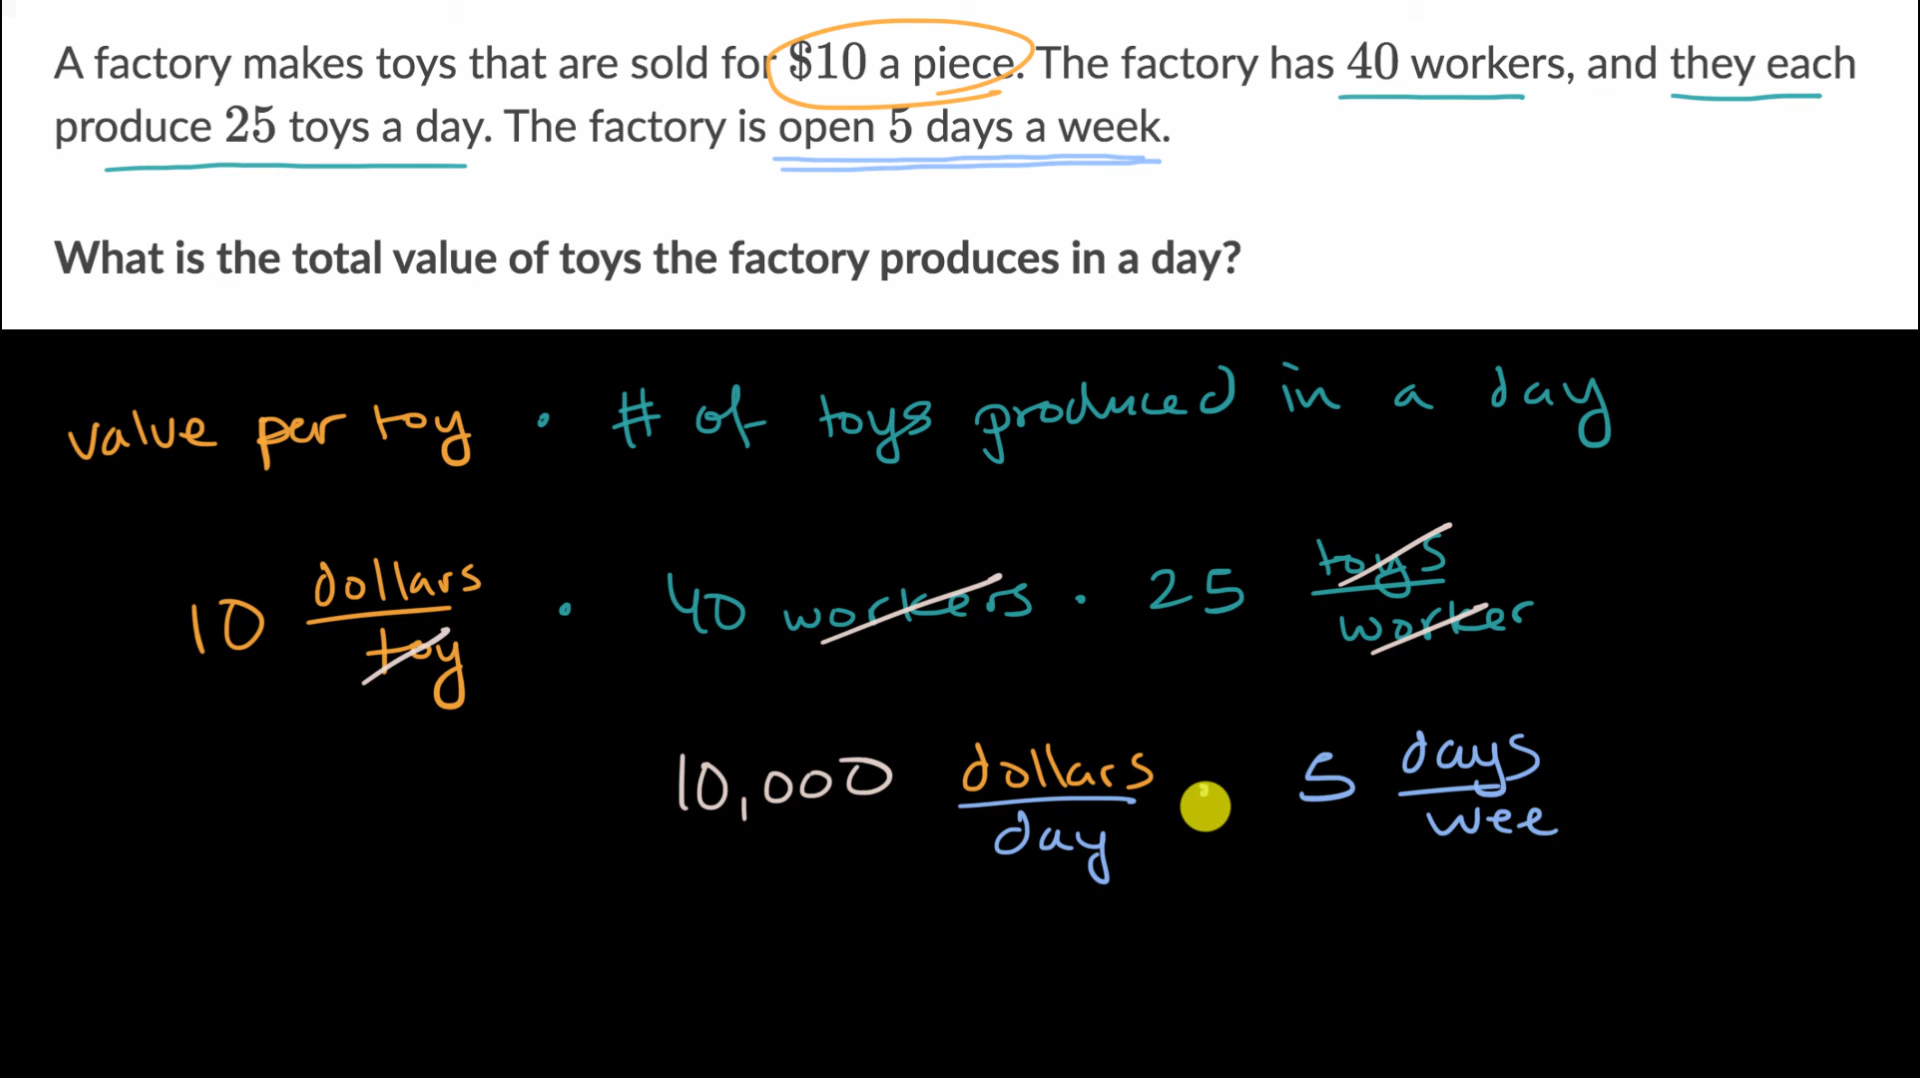 A factory makes toys that are sold for $10 a piece. The factory has 40 workers, and they each
produce 25 toys a day. The factory is open 5 days a week.
What is the total value of toys the factory produces in a day?
value per toy · # of toys produced in a day
10 dollars/toy · 40 workers · 25 toys/worker
10,000 dollars/day · 5 days/wee